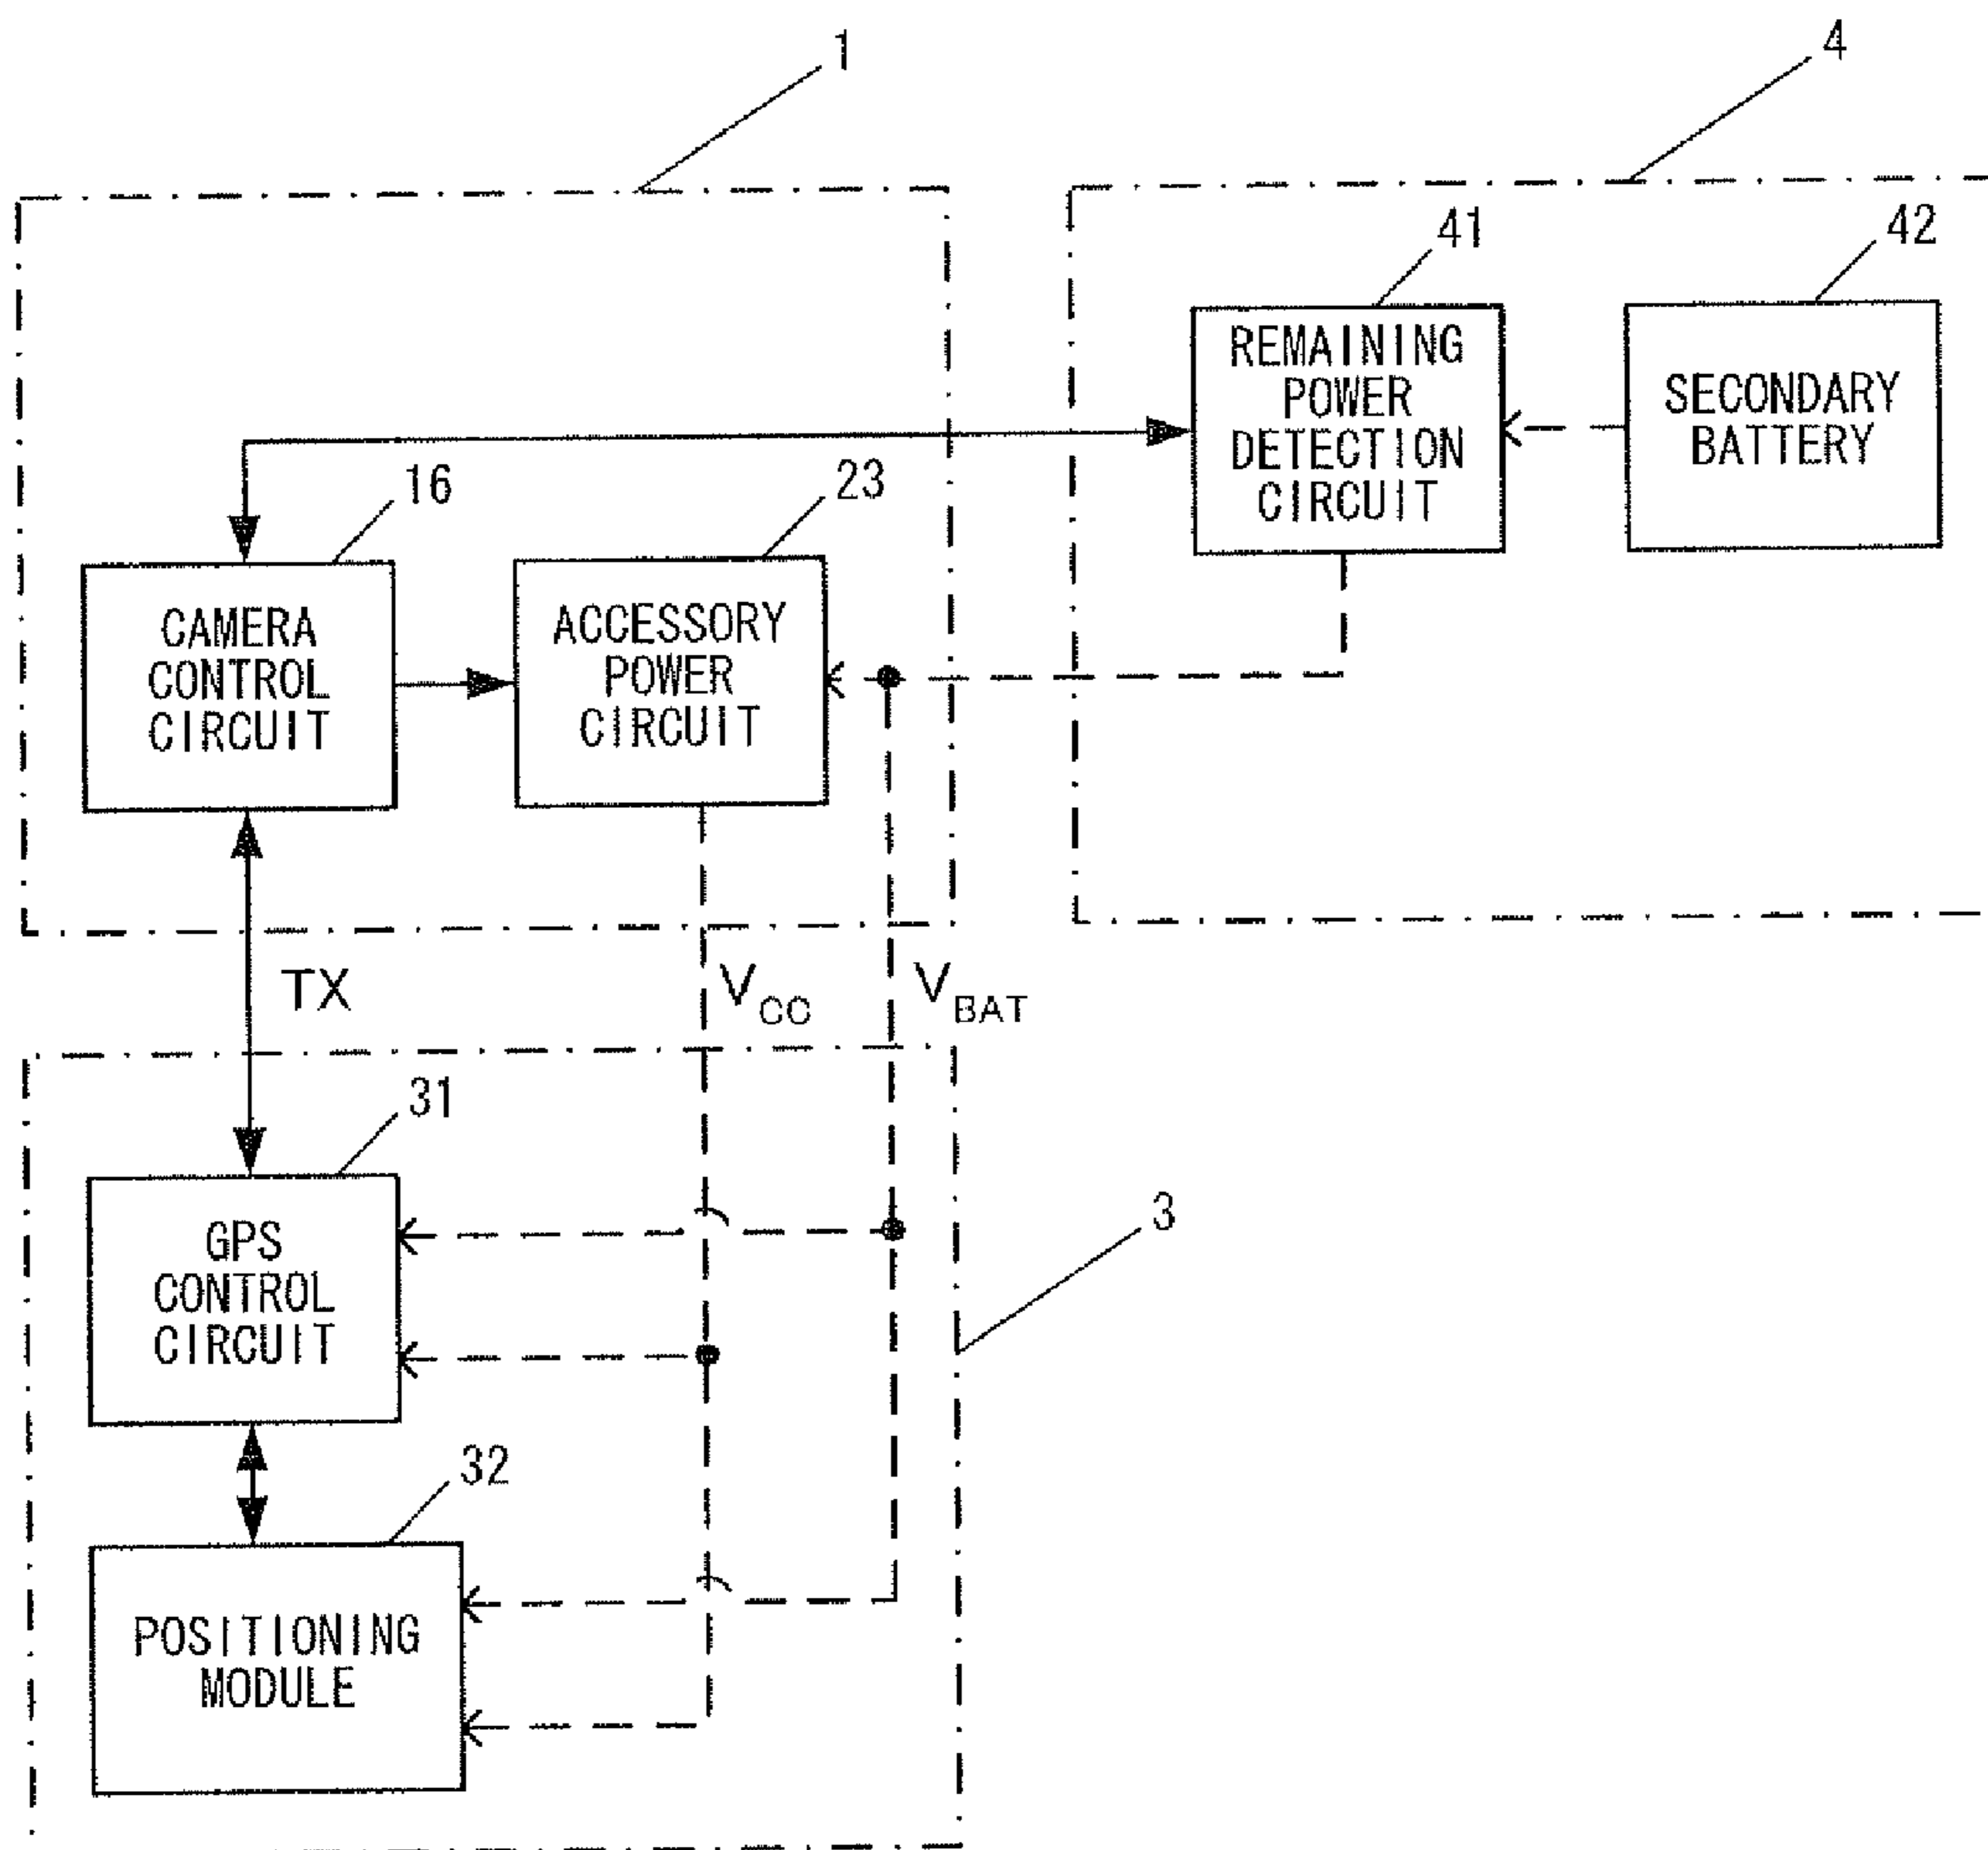 1
4
41
42
REMAINING
POWER
DETECTION
CIRCUIT
SECONDARY
BATTERY
16
23
CAMERA
CONTROL
CIRCUIT
ACCESSORY
POWER
CIRCUIT
TX
VCC
VBAT
31
3
GPS
CONTROL
CIRCUIT
32
POSITIONING
MODULE